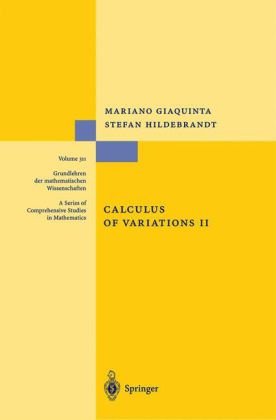 MARIANO GIAQUINTA
STEFAN HILDEBRANDT
Volume 311
Grundlehren
der mathematischen
Wissenschaften
A Series of
Comprehensive Studies
in Mathematics
CALCULUS
OF VARIATIONS II
Springer